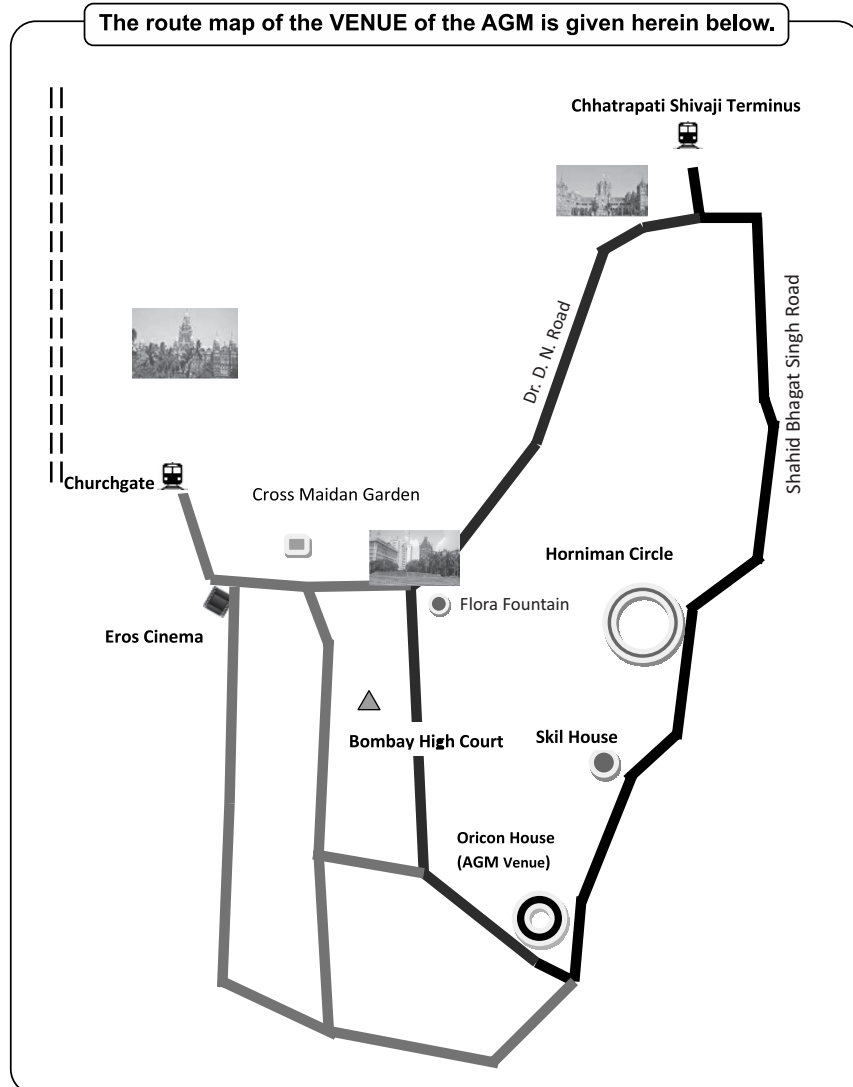 The route map of the VENUE of the AGM is given herein below.
Chhatrapati Shivaji Terminus
Dr. D. N. Road
Shahid Bhagat Singh Road
Churchgate
Cross Maidan Garden
Horniman Circle
Flora Fountain
Eros Cinema
Bombay High Court
Skil House
Oricon House
(AGM Venue)